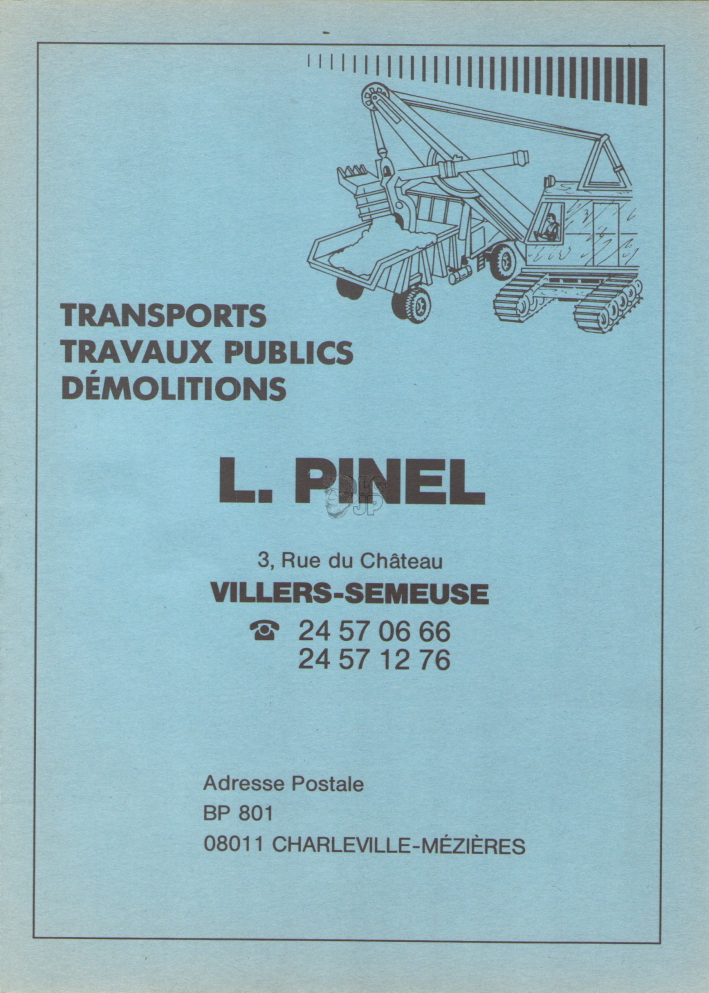 TRANSPORTS
TRAVAUX PUBLICS
DÉMOLITIONS
L. PINEL
JP
3, Rue du Château
VILLERS-SEMEUSE
☎ 24 57 06 66
24 57 12 76
Adresse Postale
BP 801
08011 CHARLEVILLE-MÉZIÈRES